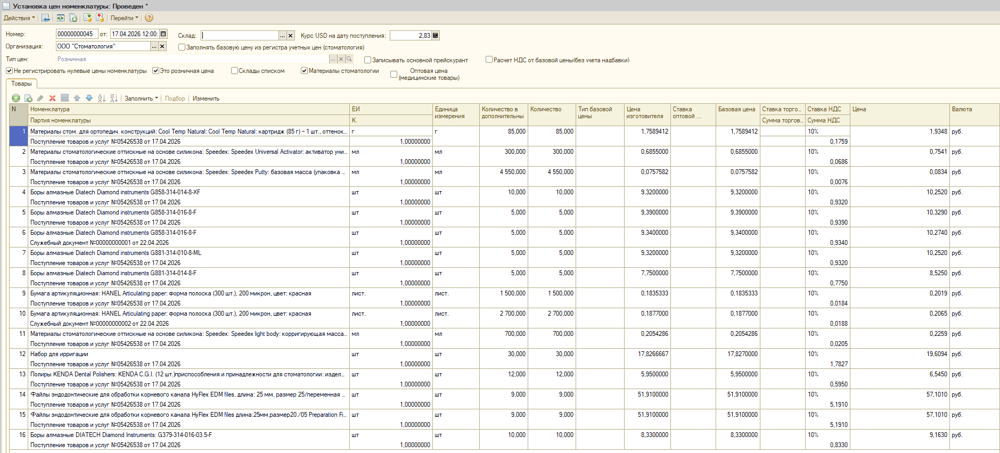 Установка цен номенклатуры: Проведен *
Действия Перейти
Номер: 00000000045 от: 17.04.2026 12:00: Склад: Курс USD на дату поступления: 2,83
Организация: ООО "Стоматология" Заполнять базовую цену из регистра учетных цен (стоматология)
Тип цен: Розничная Записывать основной прейскурант Расчет НДС от базовой цены(без учета надбавки)
Не регистрировать нулевые цены номенклатуры Это розничная цена Склады списком Материалы стоматологии Оптовая цена
(медицинские товары)
Товары
Заполнить Подбор Изменить
N Номенклатура ЕИ Единица измерения Количество в дополнительны Количество Тип базовой цены Цена изготовителя Ставка оптовой ... Базовая цена Ставка торго... Ставка НДС Цена Валюта
Партия номенклатуры К. Сумма торгов... Сумма НДС
1 Материалы стом. для ортопедич. конструкций: Cool Temp Natural: Cool Temp Natural: картридж (85 г) – 1 шт., оттенок... г г 85,000 85,000 1,7589412 1,7589412 10% 1,9348 руб.
Поступление товаров и услуг №05426538 от 17.04.2026 1,00000000 0,1759
2 Материалы стоматологические оттискные на основе силикона: Speedex: Speedex Universal Activator: активатор уни... мл мл 300,000 300,000 0,6855000 0,6855000 10% 0,7541 руб.
Поступление товаров и услуг №05426538 от 17.04.2026 1,00000000 0,0686
3 Материалы стоматологические оттискные на основе силикона: Speedex: Speedex Putty: базовая масса (упаковка ... мл мл 4 550,000 4 550,000 0,0757582 0,0757582 10% 0,0834 руб.
Поступление товаров и услуг №05426538 от 17.04.2026 1,00000000 0,0076
4 Боры алмазные Diatech Diamond instruments G858-314-014-8-XF шт шт 10,000 10,000 9,3200000 9,3200000 10% 10,2520 руб.
Поступление товаров и услуг №05426538 от 17.04.2026 1,00000000 0,9320
5 Боры алмазные Diatech Diamond instruments G858-314-016-8-F шт шт 5,000 5,000 9,3900000 9,3900000 10% 10,3290 руб.
Поступление товаров и услуг №05426538 от 17.04.2026 1,00000000 0,9390
6 Боры алмазные Diatech Diamond instruments G858-314-016-8-F шт шт 5,000 5,000 9,3400000 9,3400000 10% 10,2740 руб.
Служебный документ №00000000001 от 22.04.2026 1,00000000 0,9340
7 Боры алмазные Diatech Diamond instruments G881-314-010-8-ML шт шт 5,000 5,000 9,3200000 9,3200000 10% 10,2520 руб.
Поступление товаров и услуг №05426538 от 17.04.2026 1,00000000 0,9320
8 Боры алмазные Diatech Diamond instruments G881-314-014-8-F шт шт 5,000 5,000 7,7500000 7,7500000 10% 8,5250 руб.
Поступление товаров и услуг №05426538 от 17.04.2026 1,00000000 0,7750
9 Бумага артикуляционная: HANEL Articulating paper: форма полоска (300 шт.), 200 микрон, цвет: красная лист. лист. 1 500,000 1 500,000 0,1835333 0,1835333 10% 0,2019 руб.
Поступление товаров и услуг №05426538 от 17.04.2026 1,00000000 0,0184
10 Бумага артикуляционная: HANEL Articulating paper: форма полоска (300 шт.), 200 микрон, цвет: красная лист. лист. 2 700,000 2 700,000 0,1877000 0,1877000 10% 0,2065 руб.
Служебный документ №00000000002 от 22.04.2026 1,00000000 0,0188
11 Материалы стоматологические оттискные на основе силикона: Speedex: Speedex light body: корригирующая масса... мл мл 700,000 700,000 0,2054286 0,2054286 10% 0,2259 руб.
Поступление товаров и услуг №05426538 от 17.04.2026 1,00000000 0,0205
12 Набор для ирригации шт шт 30,000 30,000 17,8266667 17,8270000 10% 19,6094 руб.
Поступление товаров и услуг №05426538 от 17.04.2026 1,00000000 1,7827
13 Полиры KENDA Dental Polishers: KENDA C.G.I. (12 шт.)приспособления и принадлежности для стоматологии: издел... шт шт 12,000 12,000 5,9500000 5,9500000 10% 6,5450 руб.
Поступление товаров и услуг №05426538 от 17.04.2026 1,00000000 0,5950
14 Файлы эндодонтические для обработки корневого канала HyFlex EDM files, длина: 25 мм, размер 25/переменная ... шт шт 9,000 9,000 51,9100000 51,9100000 10% 57,1010 руб.
Поступление товаров и услуг №05426538 от 17.04.2026 1,00000000 5,1910
15 Файлы эндодонтические для обработки корневого канала HyFlex EDM files длина:25мм,размер20./05 Preparation Fi... шт шт 9,000 9,000 51,9100000 51,9100000 10% 57,1010 руб.
Поступление товаров и услуг №05426538 от 17.04.2026 1,00000000 5,1910
16 Боры алмазные DIATECH Diamond Instruments: G379-314-016-03.5-F шт шт 10,000 10,000 8,3300000 8,3300000 10% 9,1630 руб.
Поступление товаров и услуг №05426538 от 17.04.2026 1,00000000 0,8330